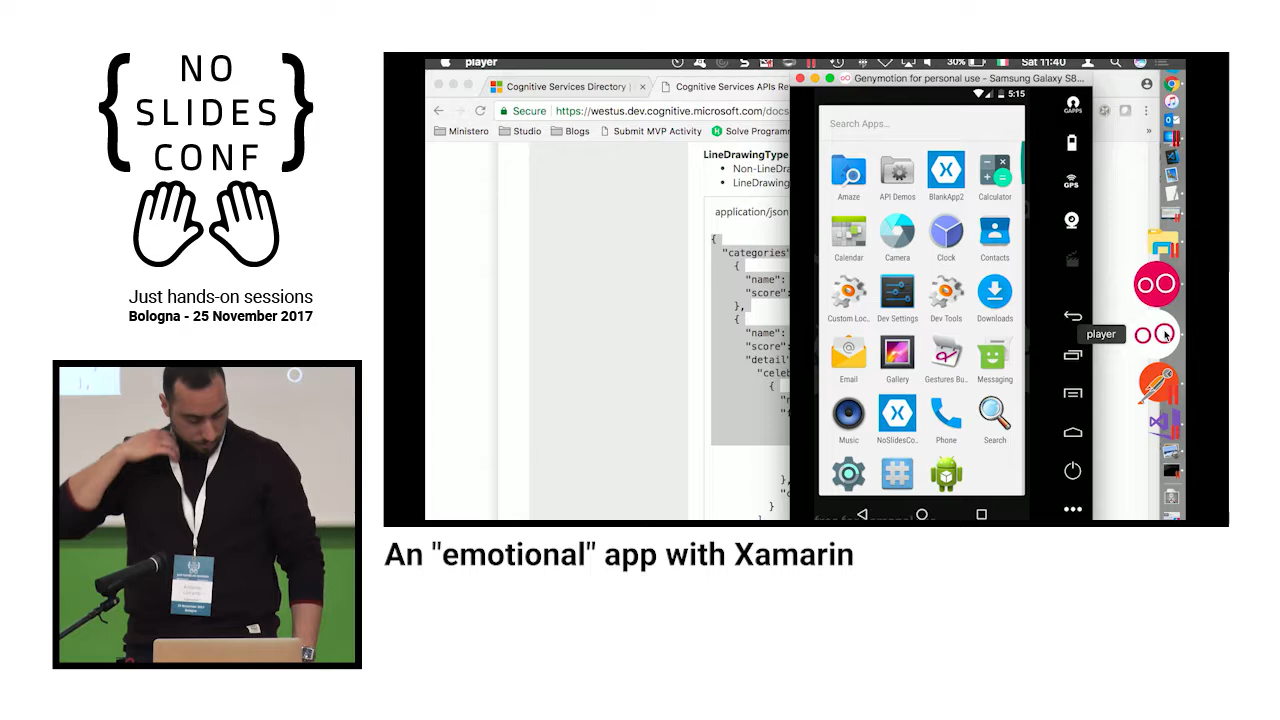 NO
SLIDES
CONF
Just hands-on sessions
Bologna - 25 November 2017
player
30%
Sat 11:40
Cognitive Services Directory
Cognitive Services APIs Re
Secure
https://westus.dev.cognitive.microsoft.com/docs
Ministero
Studio
Blogs
Submit MVP Activity
Solve Programm
LineDrawingType
Non-LineDra
LineDrawing
application/json
{
"categories"
{
"name":
"score":
},
{
"name":
"score":
"detail"
"celeb
{
}
Genymotion for personal use - Samsung Galaxy S8...
5:15
Search Apps...
Amaze
API Demos
BlankApp2
Calculator
Calendar
Camera
Clock
Contacts
Custom Loc..
Dev Settings
Dev Tools
Downloads
Email
Gallery
Gestures Bu..
Messaging
Music
NoSlidesCo..
Phone
Search
GAPPS
GPS
player
An "emotional" app with Xamarin